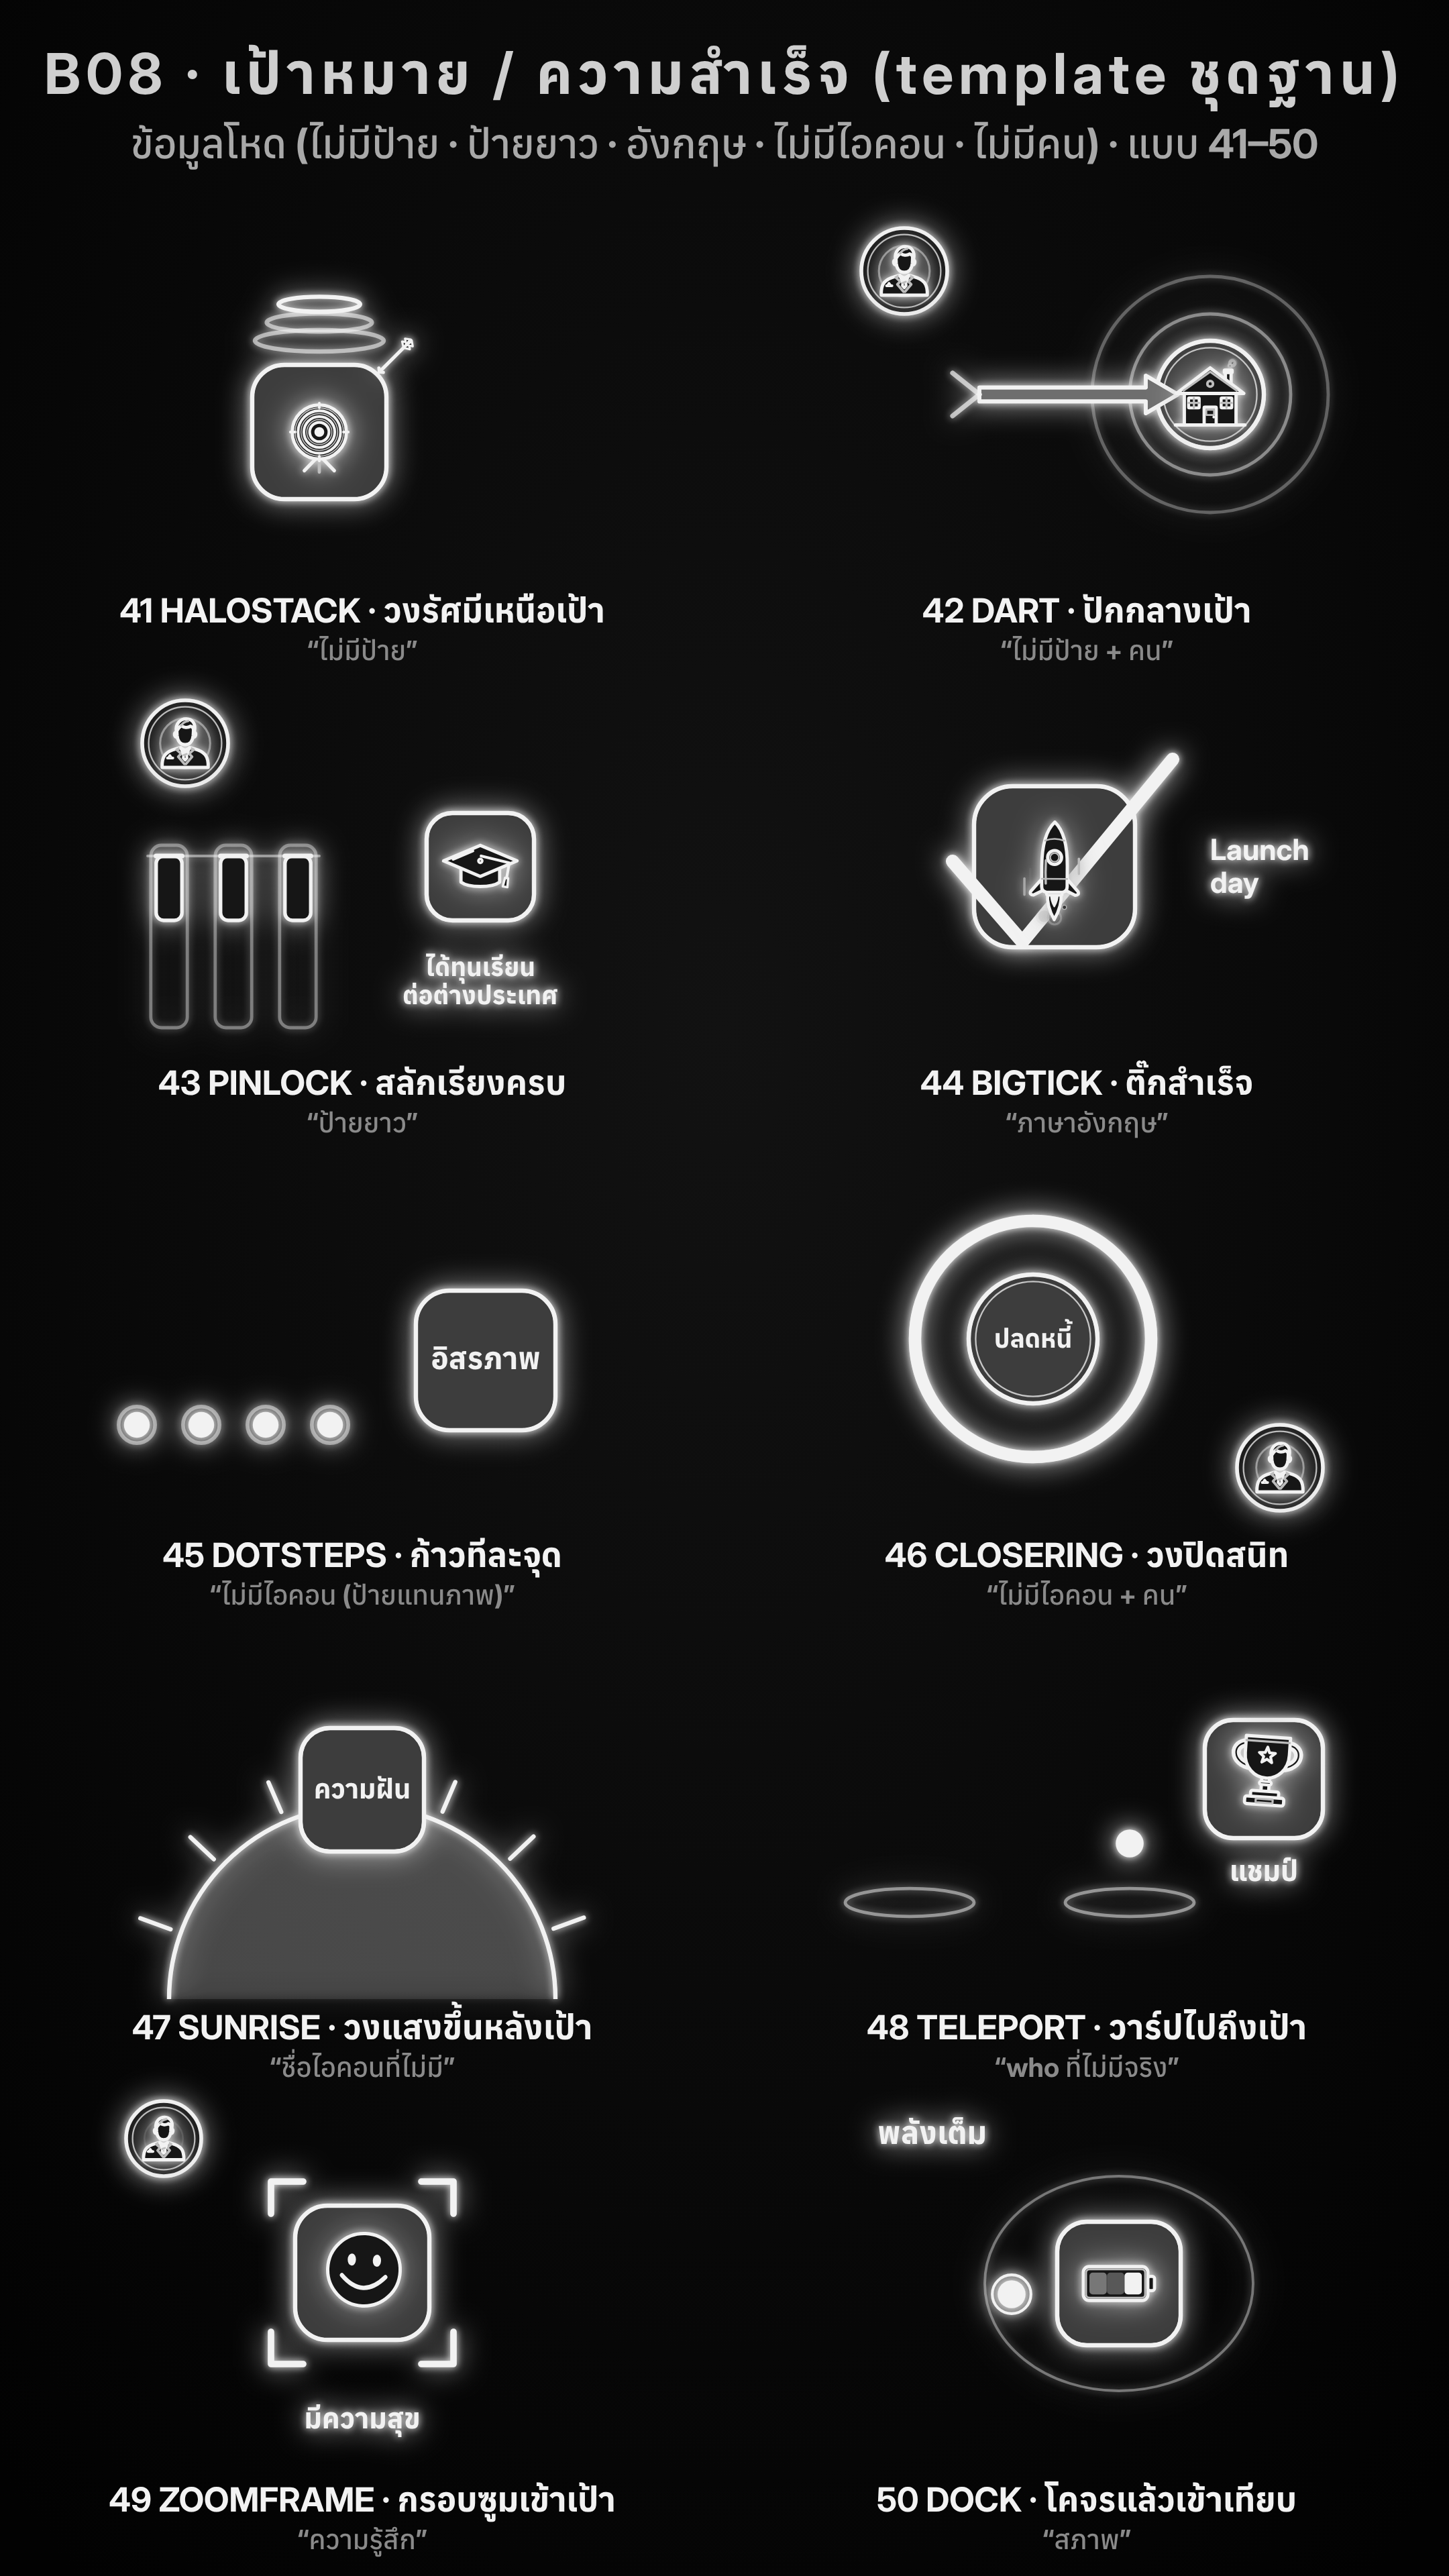 B08 · เป้าหมาย / ความสำเร็จ (template ชุดฐาน)
ข้อมูลโหด (ไม่มีป้าย · ป้ายยาว · อังกฤษ · ไม่มีไอคอน · ไม่มีคน) · แบบ 41–50
41 HALOSTACK · วงรัศมีเหนือเป้า
“ไม่มีป้าย”
42 DART · ปักกลางเป้า
“ไม่มีป้าย + คน”
ได้ทุนเรียน
ต่อต่างประเทศ
43 PINLOCK · สลักเรียงครบ
“ป้ายยาว”
Launch
day
44 BIGTICK · ติ๊กสำเร็จ
“ภาษาอังกฤษ”
อิสรภาพ
45 DOTSTEPS · ก้าวทีละจุด
“ไม่มีไอคอน (ป้ายแทนภาพ)”
ปลดหนี้
46 CLOSERING · วงปิดสนิท
“ไม่มีไอคอน + คน”
ความฝัน
47 SUNRISE · วงแสงขึ้นหลังเป้า
“ชื่อไอคอนที่ไม่มี”
แชมป์
48 TELEPORT · วาร์ปไปถึงเป้า
“who ที่ไม่มีจริง”
มีความสุข
49 ZOOMFRAME · กรอบซูมเข้าเป้า
“ความรู้สึก”
พลังเต็ม
50 DOCK · โคจรแล้วเข้าเทียบ
“สภาพ”